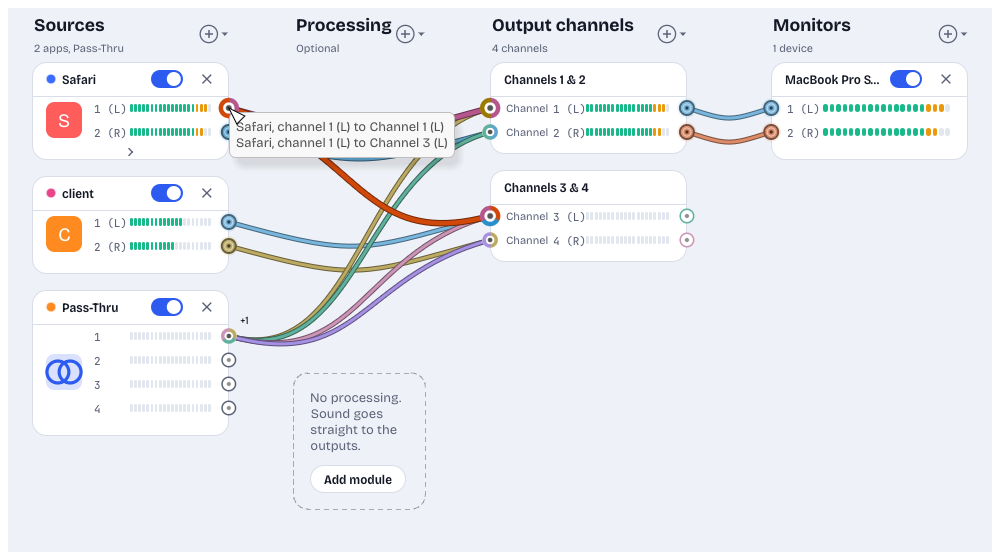 Sources
2 apps, Pass-Thru
Processing
Optional
Output channels
4 channels
Monitors
1 device
Safari
S
1 (L)
2 (R)
Safari, channel 1 (L) to Channel 1 (L)
Safari, channel 1 (L) to Channel 3 (L)
client
C
1 (L)
2 (R)
Pass-Thru
+1
1
2
3
4
No processing.
Sound goes
straight to the
outputs.
Add module
Channels 1 & 2
Channel 1 (L)
Channel 2 (R)
Channels 3 & 4
Channel 3 (L)
Channel 4 (R)
MacBook Pro S...
1 (L)
2 (R)